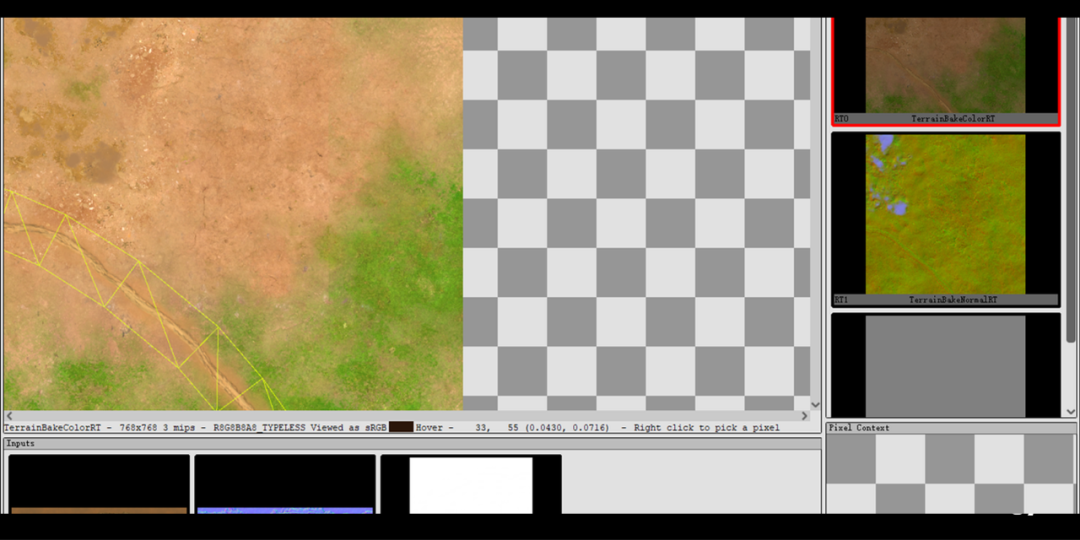 RT0 TerrainBakeColorRT
RT1 TerrainBakeNormalRT
TerrainBakeColorRT - 768x768 3 mips - R8G8B8A8_TYPELESS Viewed as sRGB Hover - 33, 55 (0.0430, 0.0716) - Right click to pick a pixel
Inputs
Pixel Context